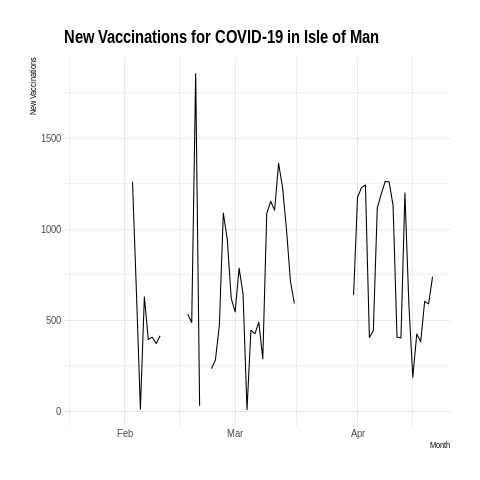 New Vaccinations for COVID-19 in Isle of Man
New Vaccinations
1500
1000
500
0
Feb Mar Apr
Month